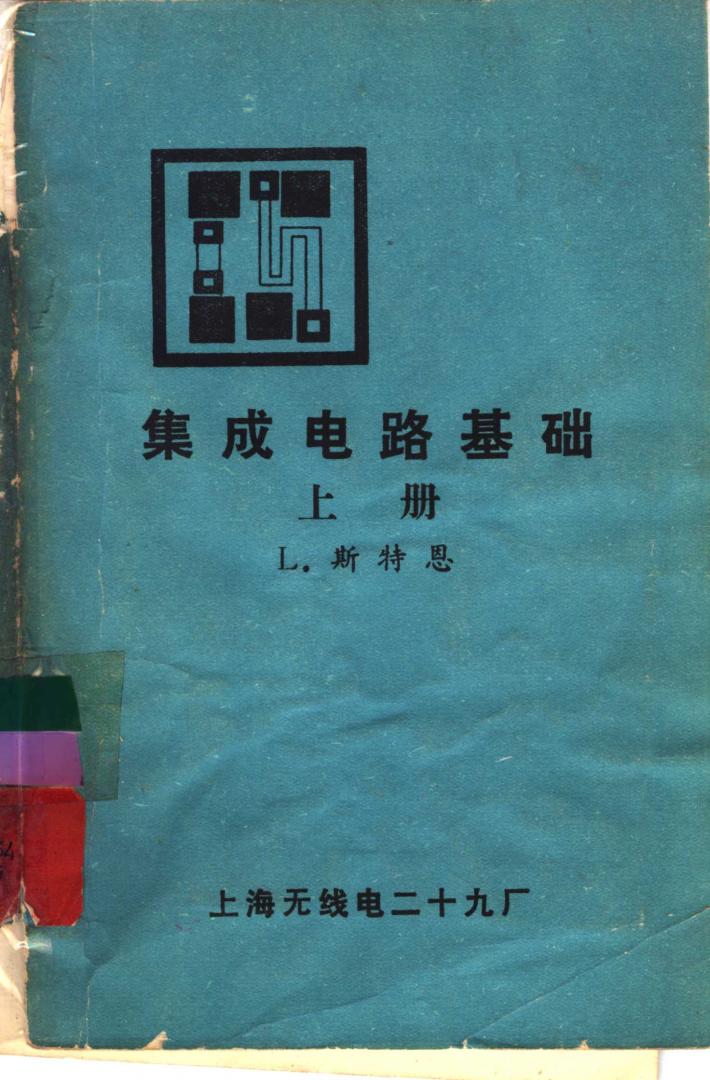 集成电路基础
上册
L.斯特恩
上海无线电二十九厂